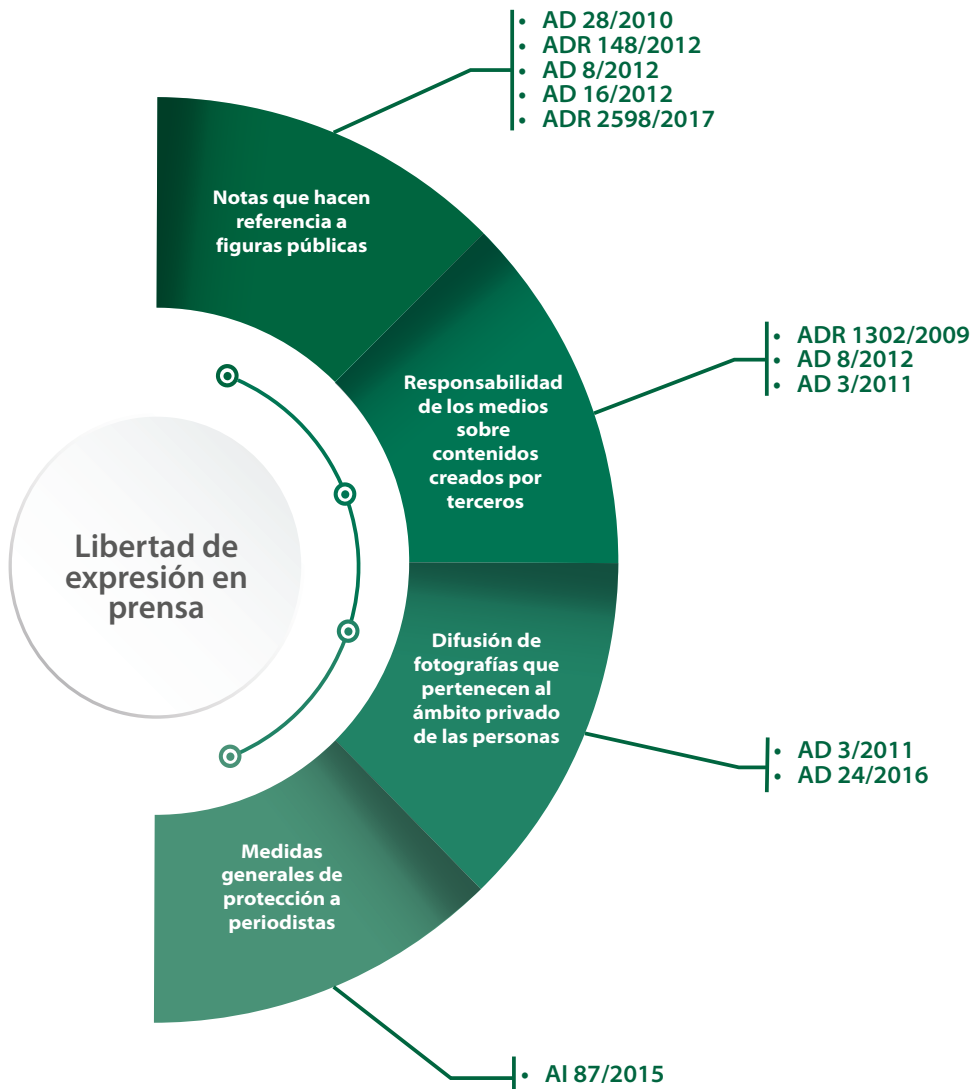 • AD 28/2010
• ADR 148/2012
• AD 8/2012
• AD 16/2012
• ADR 2598/2017
Notas que hacen
referencia a
figuras públicas
• ADR 1302/2009
• AD 8/2012
• AD 3/2011
Responsabilidad
de los medios
sobre
contenidos
creados por
terceros
Libertad de
expresión en
prensa
Difusión de
fotografías que
pertenecen al
ámbito privado
de las personas
• AD 3/2011
• AD 24/2016
Medidas
generales de
protección a
periodistas
• AI 87/2015